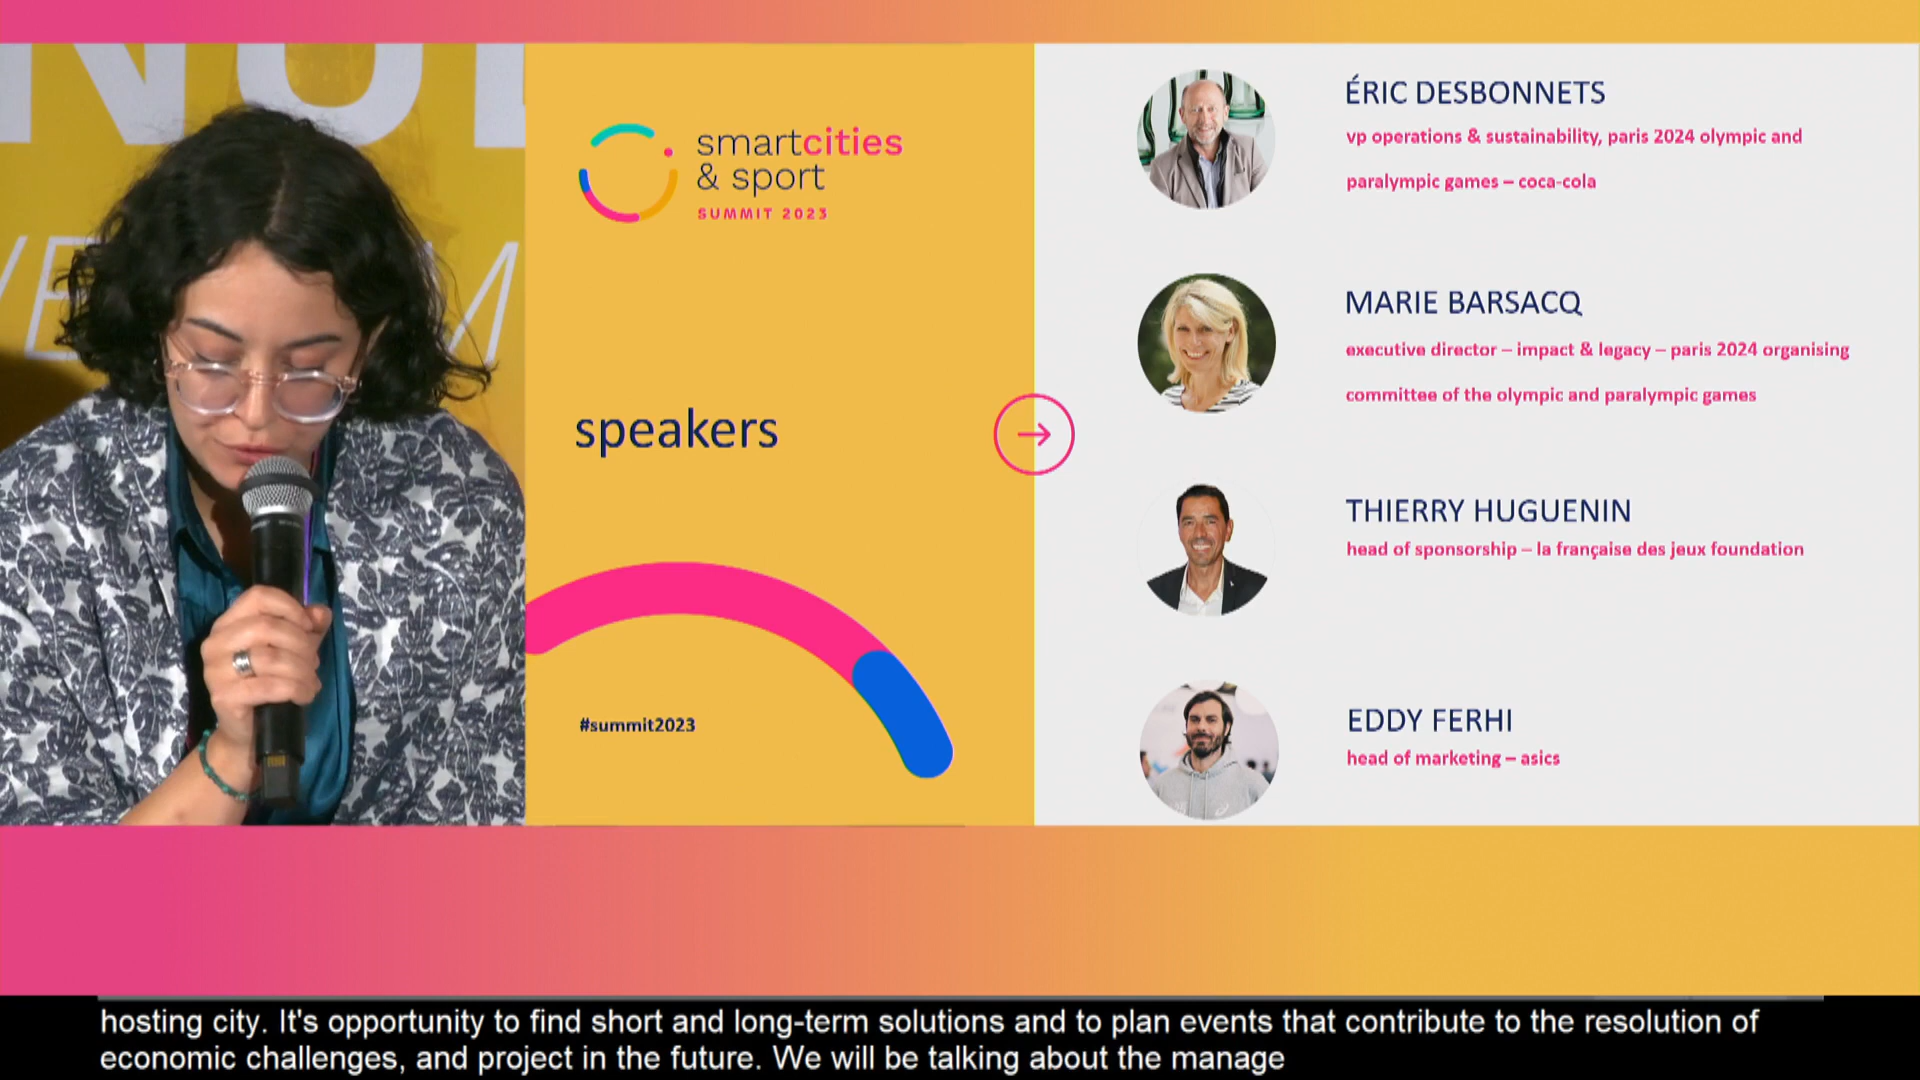 smartcities
& sport
SUMMIT 2023
speakers
#summit2023
ÉRIC DESBONNETS
vp operations & sustainability, paris 2024 olympic and
paralympic games – coca-cola
MARIE BARSACQ
executive director – impact & legacy – paris 2024 organising
committee of the olympic and paralympic games
THIERRY HUGUENIN
head of sponsorship – la française des jeux foundation
EDDY FERHI
head of marketing – asics
hosting city. It's opportunity to find short and long-term solutions and to plan events that contribute to the resolution of
economic challenges, and project in the future. We will be talking about the manage